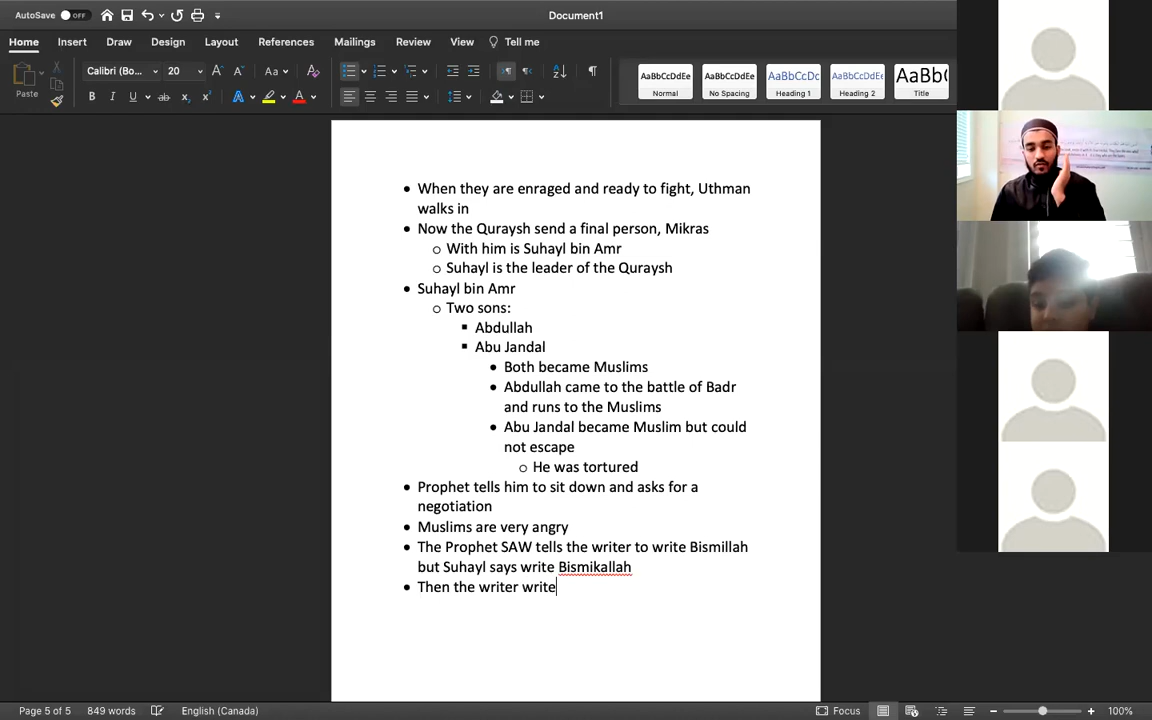 AutoSave OFF Document1
Home Insert Draw Design Layout References Mailings Review View Tell me
Paste Calibri (Bo... 20 Aa AaBbCcDdEe AaBbCcDdEe AaBbCcDc AaBbCcDdEe AaBb(
B I U ab x x A A Normal No Spacing Heading 1 Heading 2 Title
• When they are enraged and ready to fight, Uthman
walks in
• Now the Quraysh send a final person, Mikras
o With him is Suhayl bin Amr
o Suhayl is the leader of the Quraysh
• Suhayl bin Amr
o Two sons:
▪ Abdullah
▪ Abu Jandal
• Both became Muslims
• Abdullah came to the battle of Badr
and runs to the Muslims
• Abu Jandal became Muslim but could
not escape
o He was tortured
• Prophet tells him to sit down and asks for a
negotiation
• Muslims are very angry
• The Prophet SAW tells the writer to write Bismillah
but Suhayl says write Bismikallah
• Then the writer write
Page 5 of 5 849 words English (Canada) Focus 100%